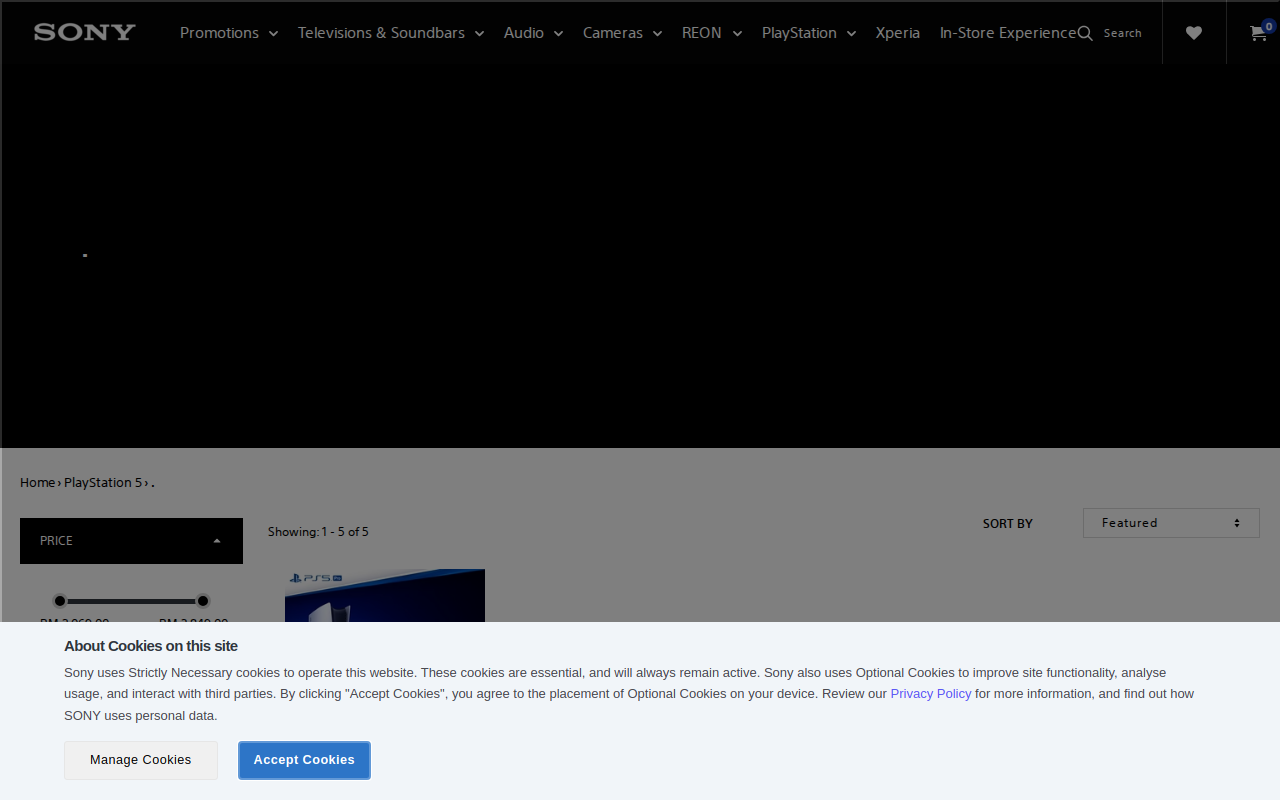 SONY
Promotions
Televisions & Soundbars
Audio
Cameras
REON
PlayStation
Xperia
In-Store Experience
Search
0
.
Home › PlayStation 5 › .
PRICE
Showing: 1 - 5 of 5
SORT BY
Featured
PS5 Pro
About Cookies on this site
Sony uses Strictly Necessary cookies to operate this website. These cookies are essential, and will always remain active. Sony also uses Optional Cookies to improve site functionality, analyse
usage, and interact with third parties. By clicking "Accept Cookies", you agree to the placement of Optional Cookies on your device. Review our Privacy Policy for more information, and find out how
SONY uses personal data.
Manage Cookies
Accept Cookies